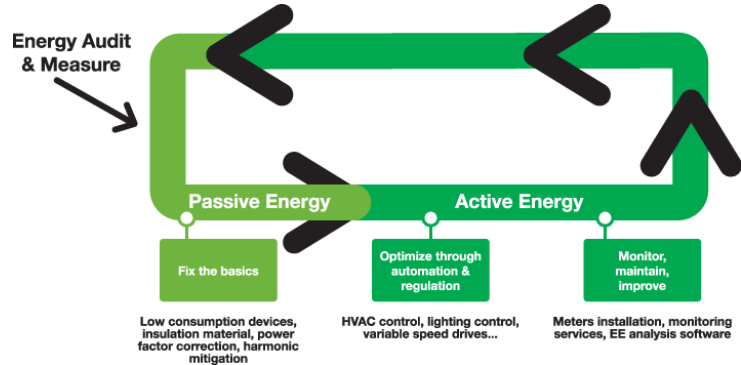 Energy Audit
& Measure
Passive Energy
Active Energy
Fix the basics
Optimize through
automation &
regulation
Monitor,
maintain,
improve
Low consumption devices,
insulation material, power
factor correction, harmonic
mitigation
HVAC control, lighting control,
variable speed drives...
Meters installation, monitoring
services, EE analysis software